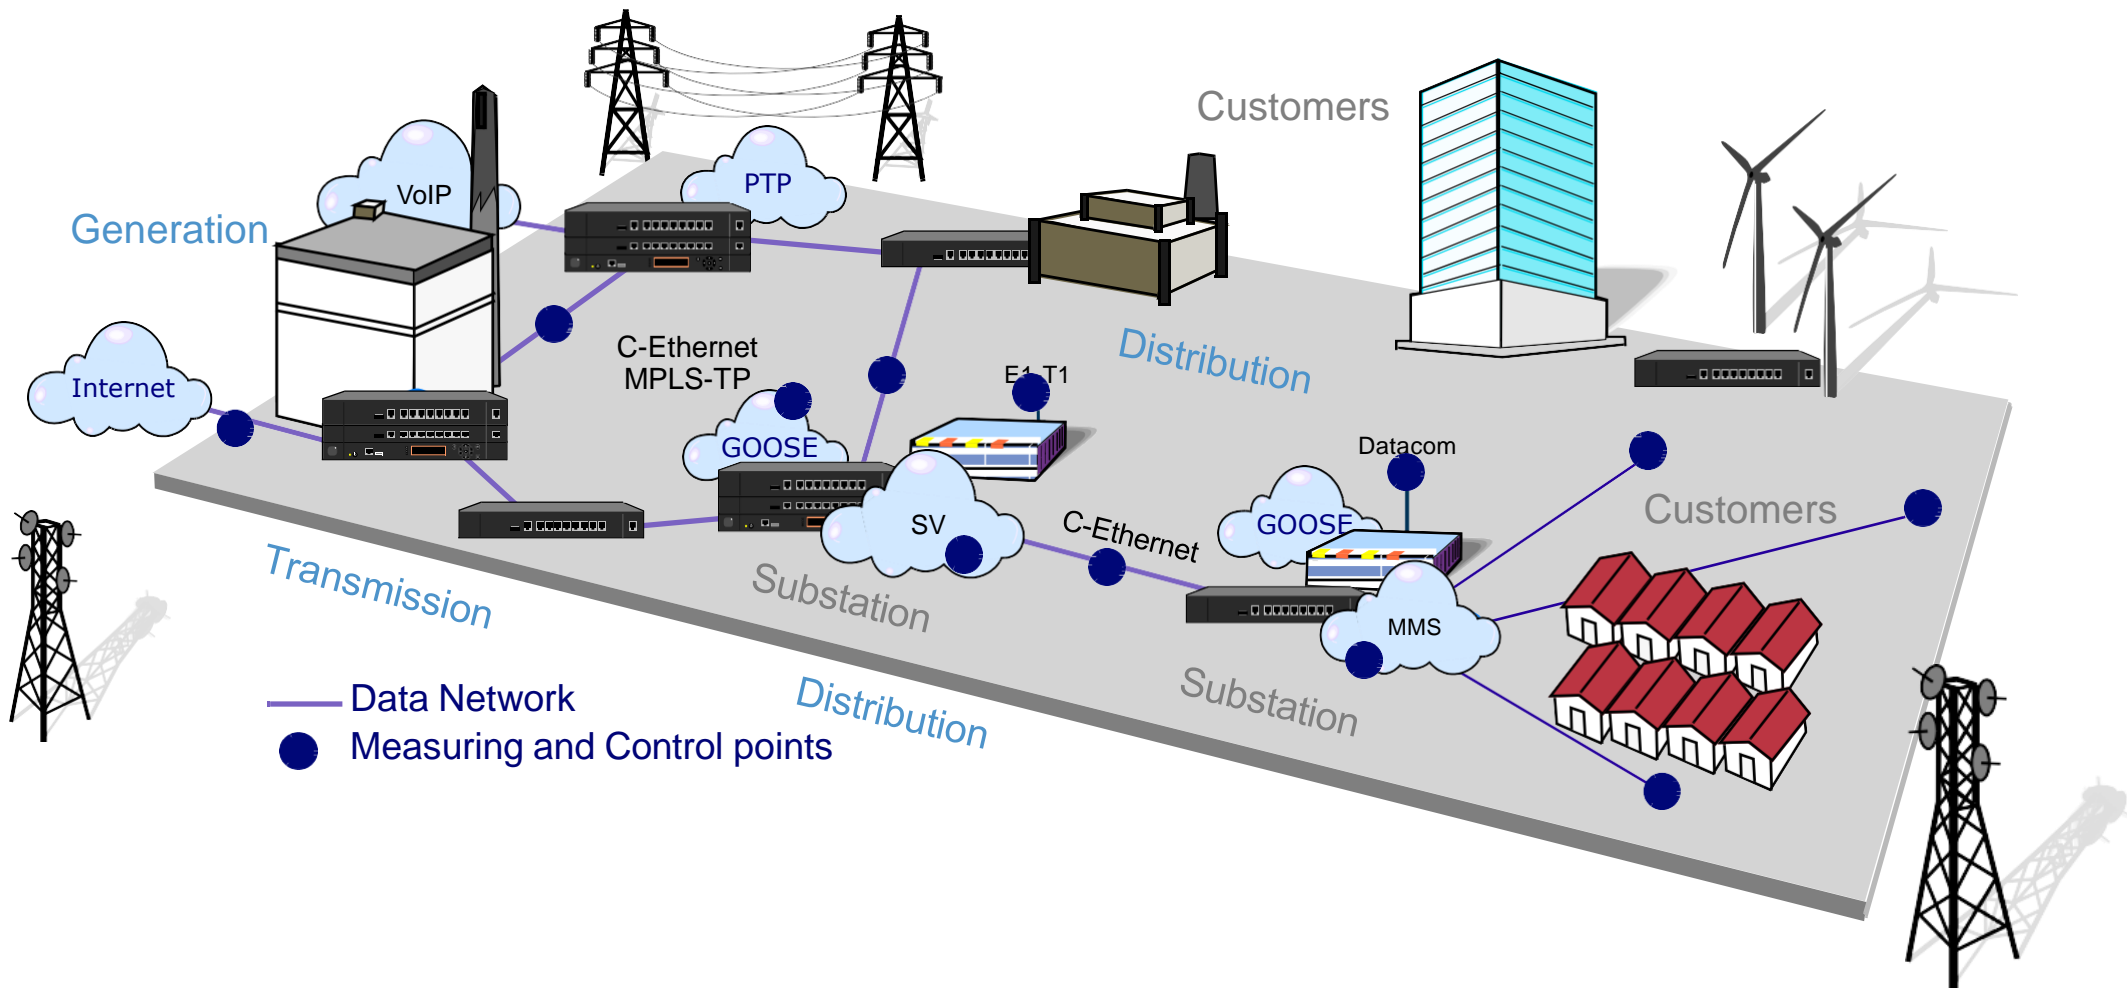 Customers
VoIP
PTP
Generation
C-Ethernet
MPLS-TP
Distribution
Internet
E1 T1
GOOSE
Datacom
SV
C-Ethernet
GOOSE
Customers
Transmission
Substation
MMS
Substation
Distribution
Data Network
Measuring and Control points